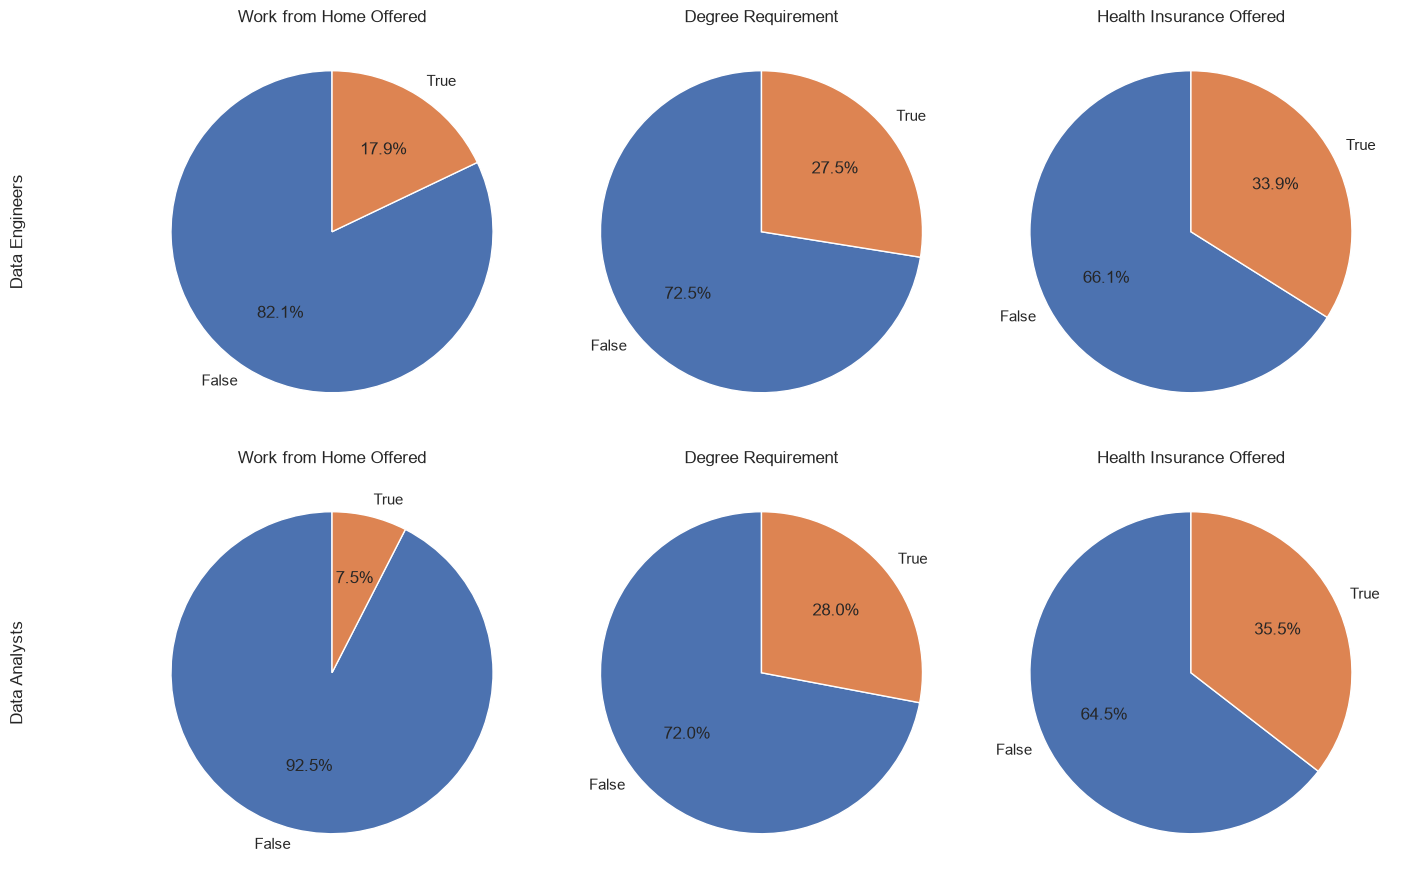 Work from Home Offered
Degree Requirement
Health Insurance Offered
Data Engineers
True
17.9%
82.1%
False
True
27.5%
72.5%
False
True
33.9%
66.1%
False
Work from Home Offered
Degree Requirement
Health Insurance Offered
Data Analysts
True
7.5%
92.5%
False
True
28.0%
72.0%
False
True
35.5%
64.5%
False